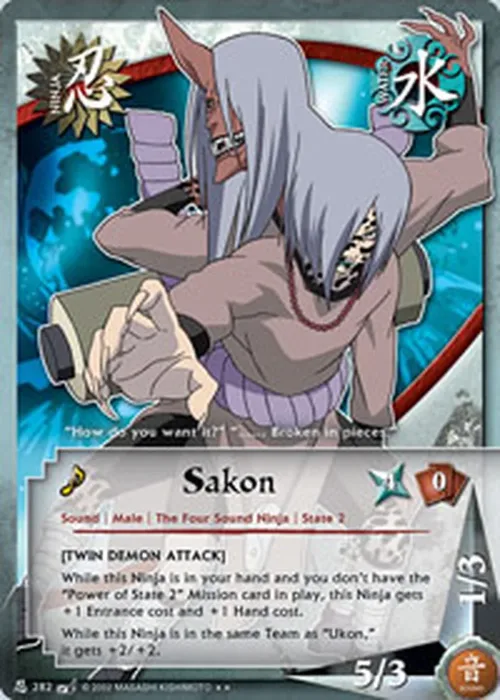 NINJA 忍
WATER 水
"How do you want it?" "...... Broken in pieces."
Sakon
4 0
Sound | Male | The Four Sound Ninja | State 2
[TWIN DEMON ATTACK]
While this Ninja is in your hand and you don't have the
"Power of State 2" Mission card in play, this Ninja gets
+1 Entrance cost and +1 Hand cost.
While this Ninja is in the same Team as "Ukon,"
it gets +2/+2.
1/3
5/3
音
282 © 2002 MASASHI KISHIMOTO ★★